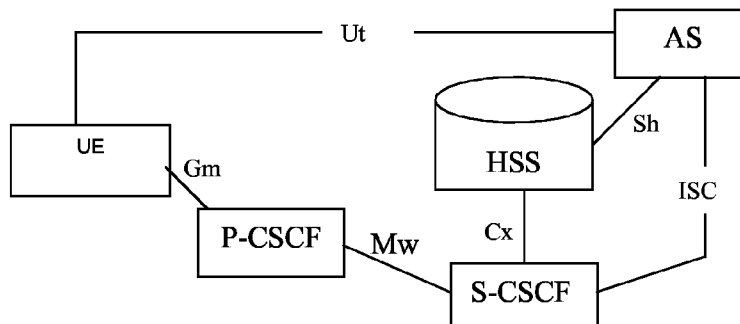 Ut
AS
UE
Gm
HSS
Sh
ISC
P-CSCF
Mw
Cx
S-CSCF